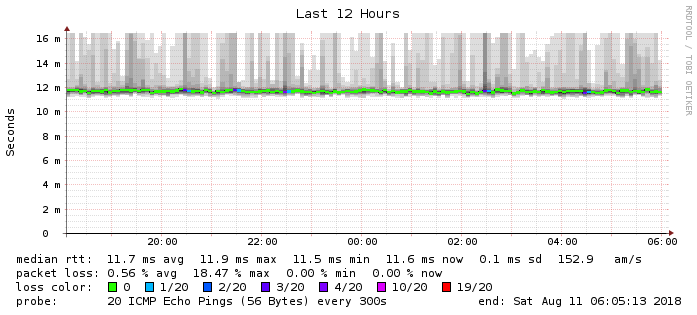 Last 12 Hours
RRDTOOL / TOBI OETIKER
Seconds
16 m
14 m
12 m
10 m
8 m
6 m
4 m
2 m
0
20:00 22:00 00:00 02:00 04:00 06:00
median rtt: 11.7 ms avg 11.9 ms max 11.5 ms min 11.6 ms now 0.1 ms sd 152.9 am/s
packet loss: 0.56 % avg 18.47 % max 0.00 % min 0.00 % now
loss color: 0 1/20 2/20 3/20 4/20 10/20 19/20
probe: 20 ICMP Echo Pings (56 Bytes) every 300s end: Sat Aug 11 06:05:13 2018